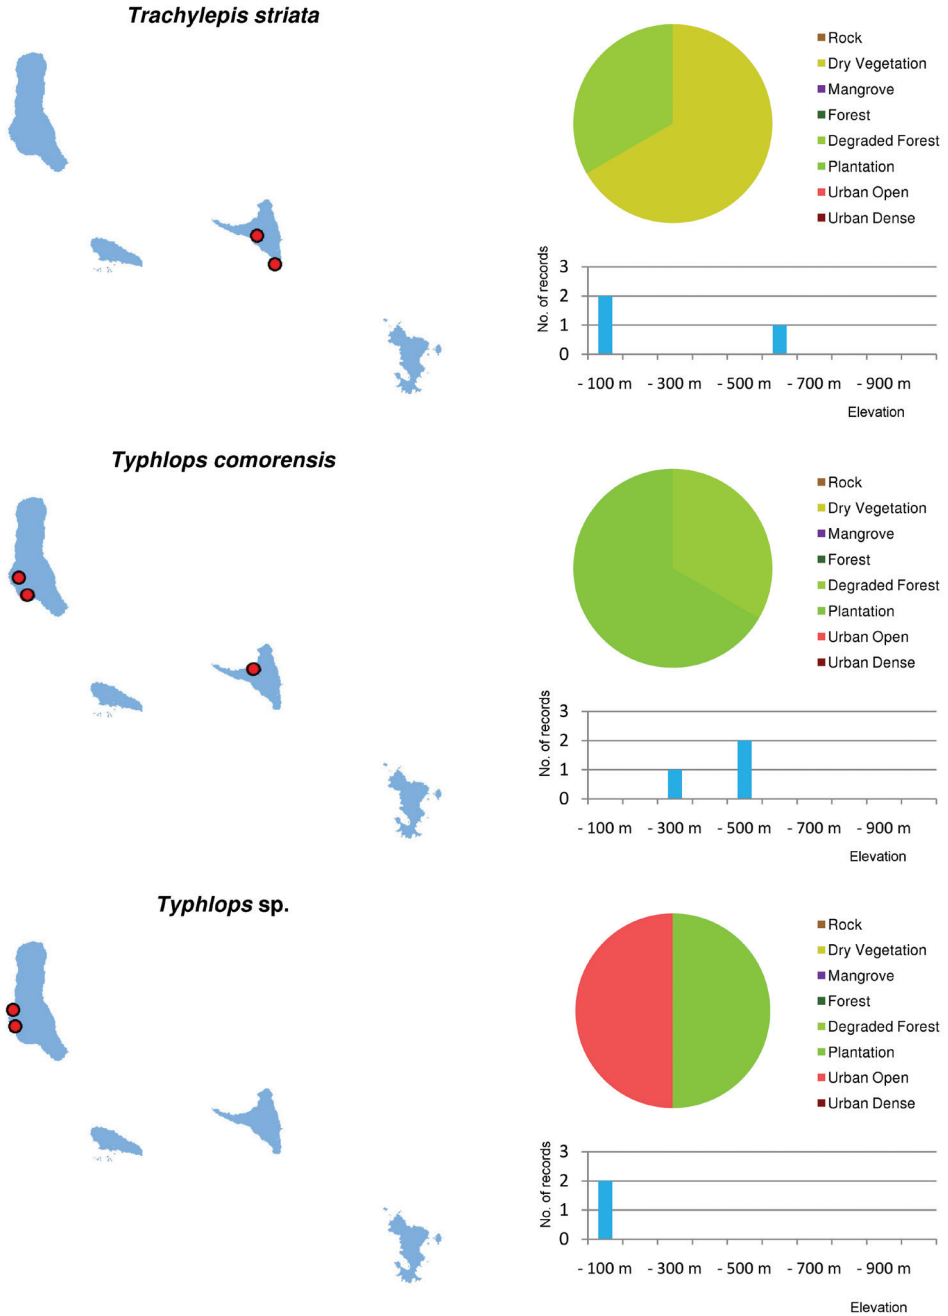 Trachylepis striata
Rock
Dry Vegetation
Mangrove
Forest
Degraded Forest
Plantation
Urban Open
Urban Dense
No. of records
3
2
1
0
- 100 m - 300 m - 500 m - 700 m - 900 m
Elevation
Typhlops comorensis
Rock
Dry Vegetation
Mangrove
Forest
Degraded Forest
Plantation
Urban Open
Urban Dense
No. of records
3
2
1
0
- 100 m - 300 m - 500 m - 700 m - 900 m
Elevation
Typhlops sp.
Rock
Dry Vegetation
Mangrove
Forest
Degraded Forest
Plantation
Urban Open
Urban Dense
No. of records
3
2
1
0
- 100 m - 300 m - 500 m - 700 m - 900 m
Elevation